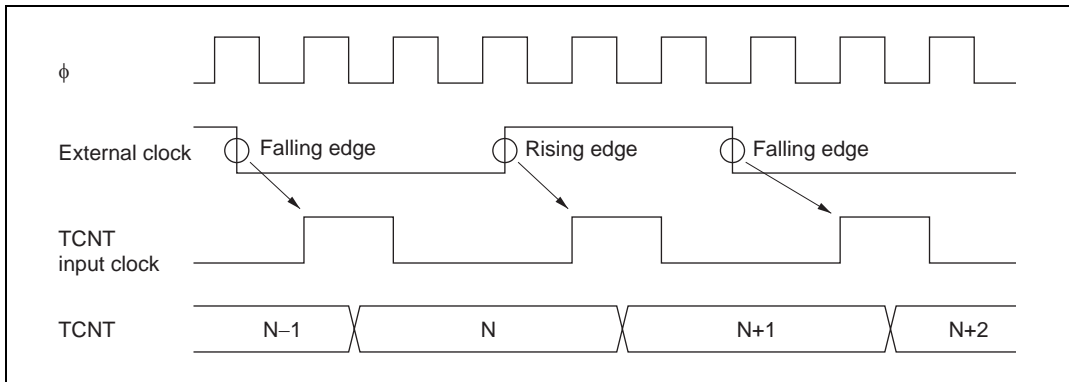 ϕ
External clock
Falling edge
Rising edge
Falling edge
TCNT
input clock
TCNT
N–1
N
N+1
N+2